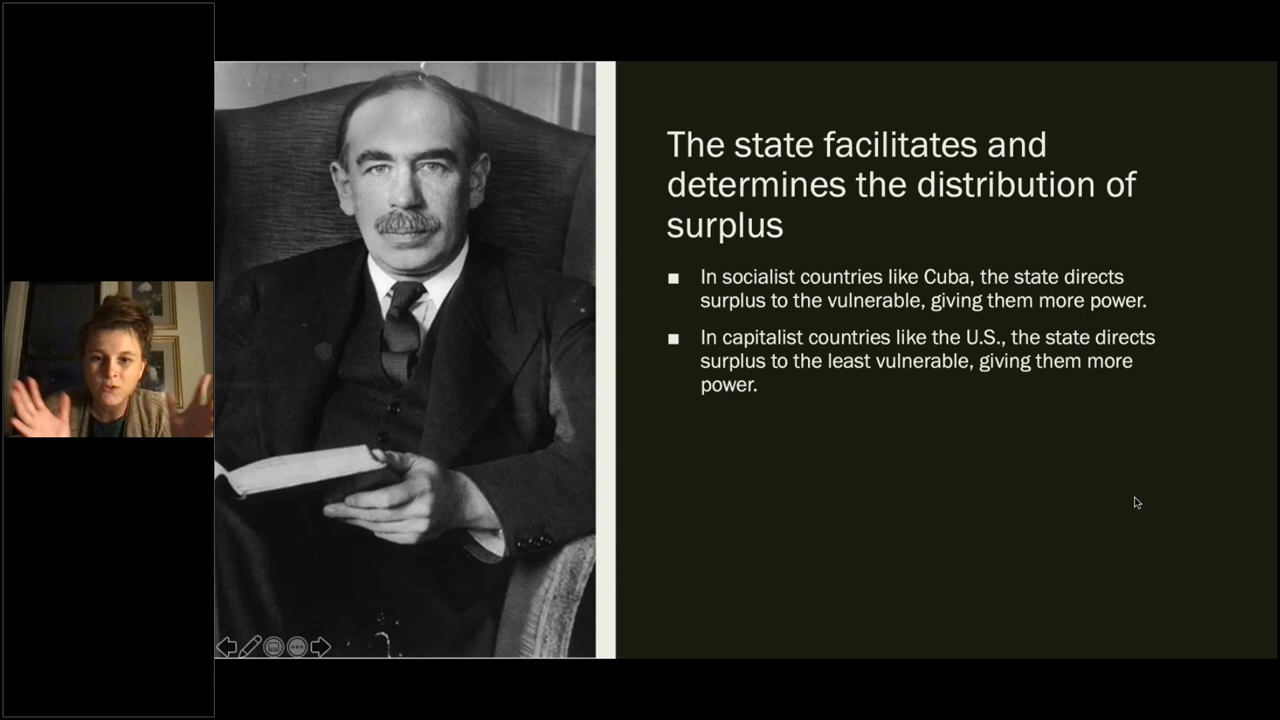 The state facilitates and
determines the distribution of
surplus
■ In socialist countries like Cuba, the state directs
surplus to the vulnerable, giving them more power.
■ In capitalist countries like the U.S., the state directs
surplus to the least vulnerable, giving them more
power.